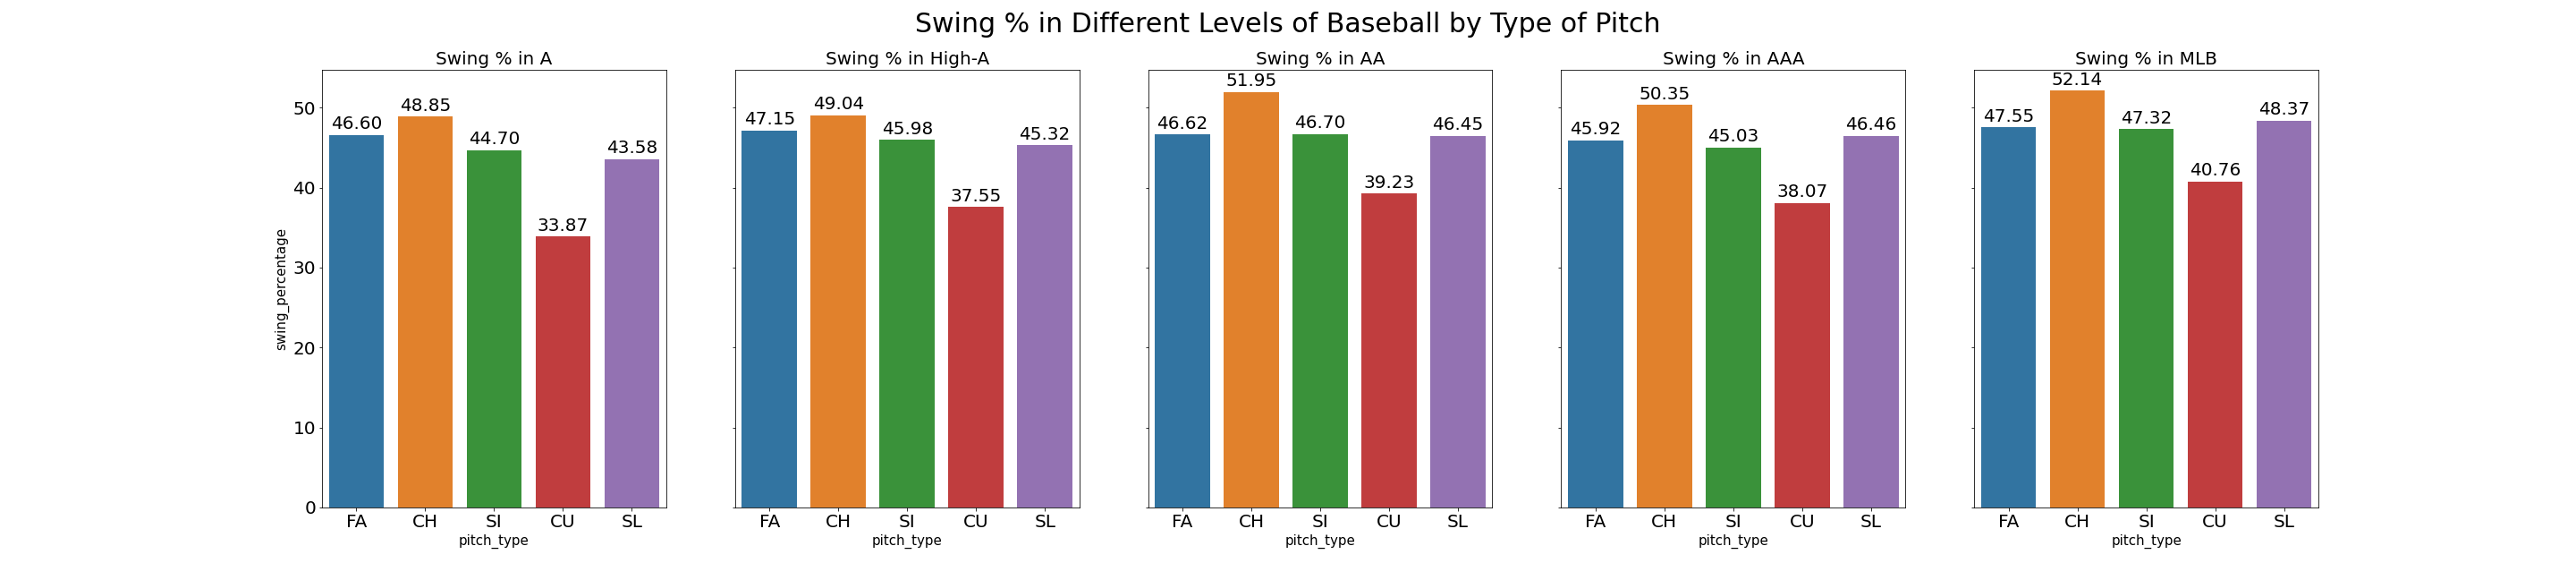 Swing % in Different Levels of Baseball by Type of Pitch
Swing % in A
swing_percentage
50
40
30
20
10
0
46.60
48.85
44.70
33.87
43.58
FA CH SI CU SL
pitch_type
Swing % in High-A
47.15
49.04
45.98
37.55
45.32
FA CH SI CU SL
pitch_type
Swing % in AA
46.62
51.95
46.70
39.23
46.45
FA CH SI CU SL
pitch_type
Swing % in AAA
45.92
50.35
45.03
38.07
46.46
FA CH SI CU SL
pitch_type
Swing % in MLB
47.55
52.14
47.32
40.76
48.37
FA CH SI CU SL
pitch_type